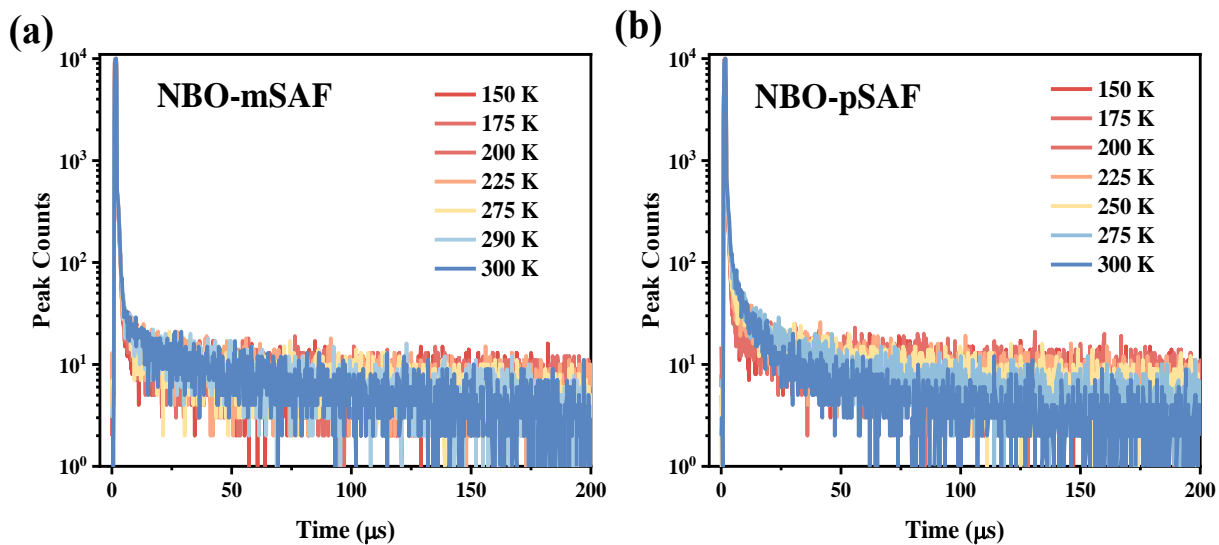 (a)
NBO-mSAF
150 K
175 K
200 K
225 K
275 K
290 K
300 K
10⁴
10³
10²
10¹
10⁰
Peak Counts
0
50
100
150
200
Time (μs)
(b)
NBO-pSAF
150 K
175 K
200 K
225 K
250 K
275 K
300 K
10⁴
10³
10²
10¹
10⁰
Peak Counts
0
50
100
150
200
Time (μs)